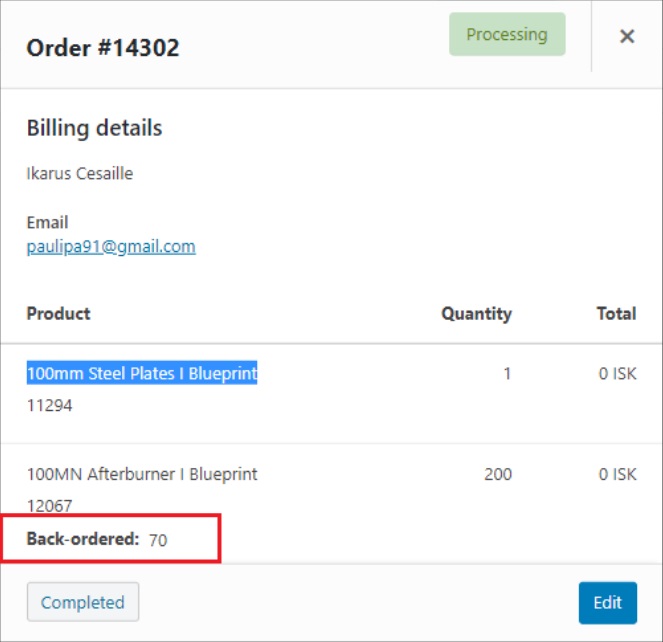 Order #14302
Processing
Billing details
Ikarus Cesaille
Email
paulipa91@gmail.com
Product Quantity Total
100mm Steel Plates I Blueprint 1 0 ISK
11294
100MN Afterburner I Blueprint 200 0 ISK
12067
Back-ordered: 70
Completed Edit